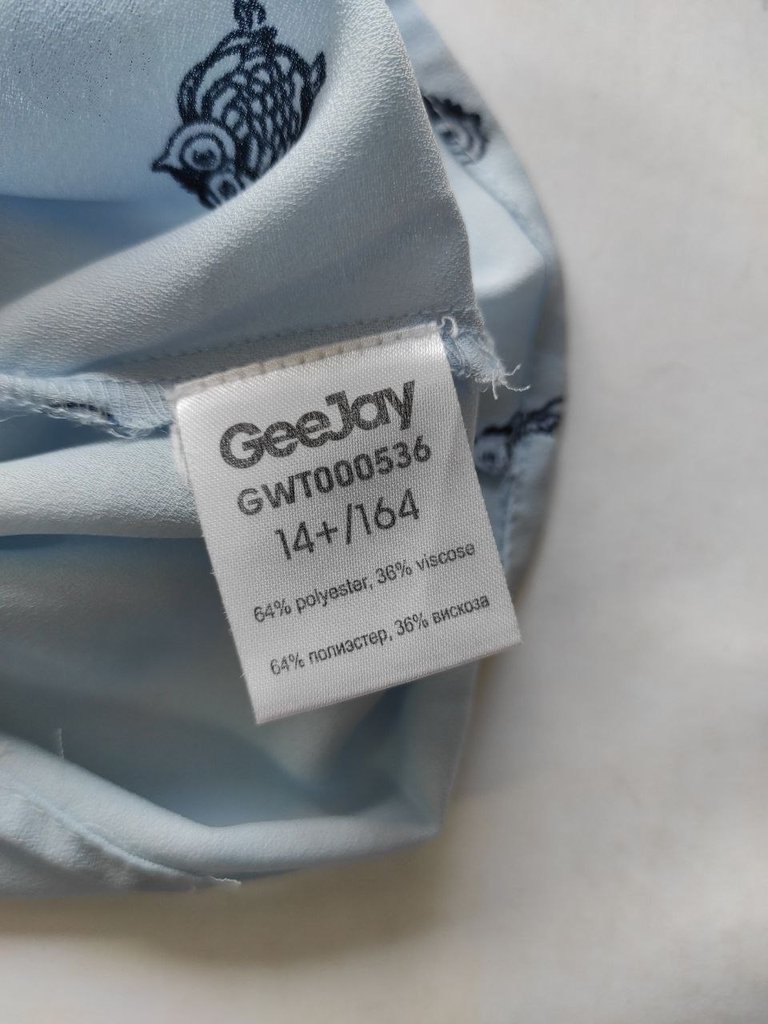 GeeJay
GWT000536
14+/164
64% polyester, 36% viscose
64% полиэстер, 36% вискоза